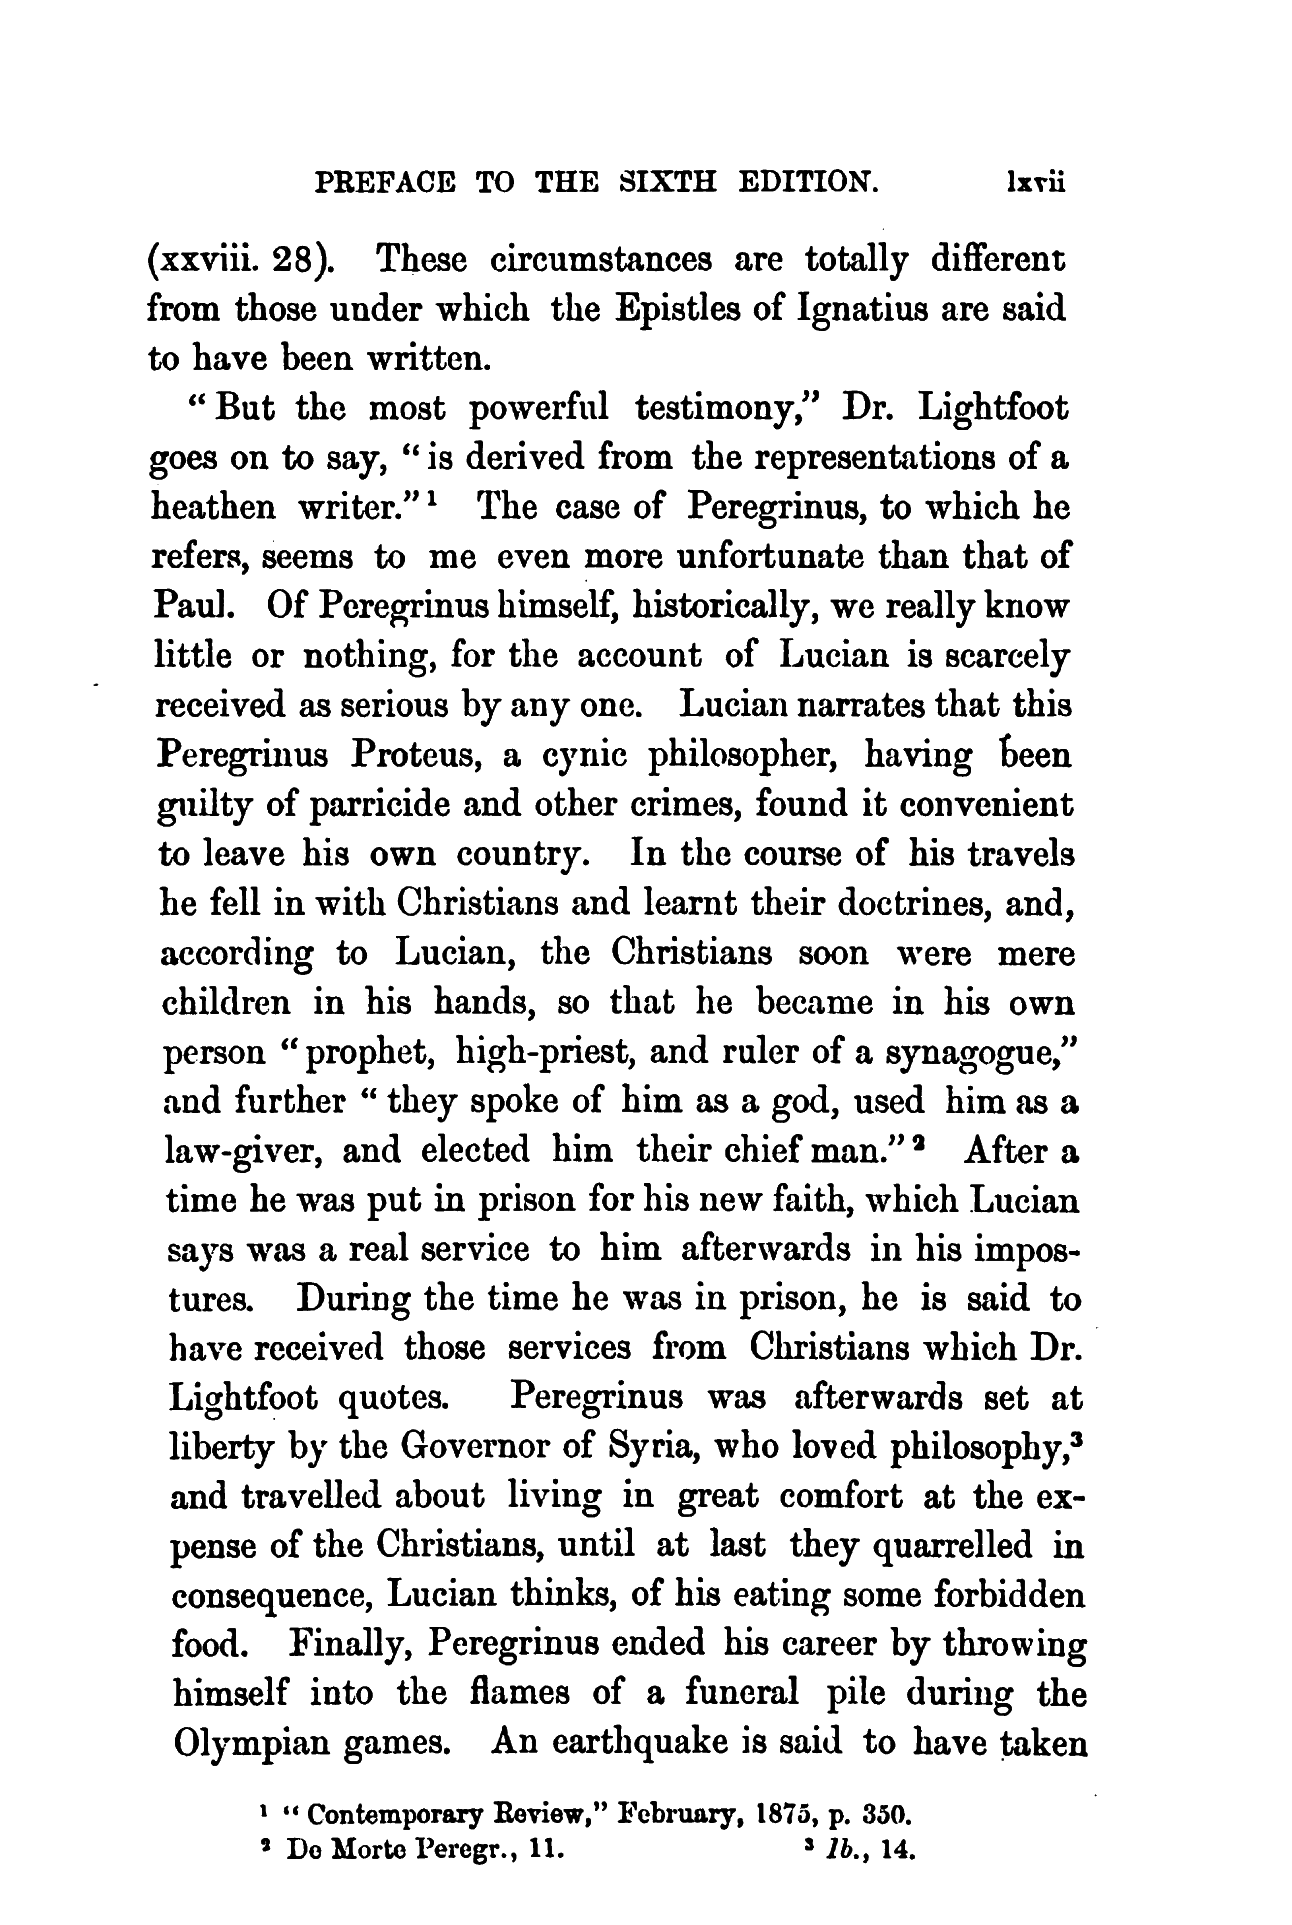 PREFACE TO THE SIXTH EDITION. lxvii
(xxviii. 28). These circumstances are totally different
from those under which the Epistles of Ignatius are said
to have been written.
“But the most powerful testimony,” Dr. Lightfoot
goes on to say, “is derived from the representations of a
heathen writer.”¹ The case of Peregrinus, to which he
refers, seems to me even more unfortunate than that of
Paul. Of Peregrinus himself, historically, we really know
little or nothing, for the account of Lucian is scarcely
received as serious by any one. Lucian narrates that this
Peregrinus Proteus, a cynic philosopher, having been
guilty of parricide and other crimes, found it convenient
to leave his own country. In the course of his travels
he fell in with Christians and learnt their doctrines, and,
according to Lucian, the Christians soon were mere
children in his hands, so that he became in his own
person “prophet, high-priest, and ruler of a synagogue,”
and further “they spoke of him as a god, used him as a
law-giver, and elected him their chief man.”² After a
time he was put in prison for his new faith, which Lucian
says was a real service to him afterwards in his impos-
tures. During the time he was in prison, he is said to
have received those services from Christians which Dr.
Lightfoot quotes. Peregrinus was afterwards set at
liberty by the Governor of Syria, who loved philosophy,³
and travelled about living in great comfort at the ex-
pense of the Christians, until at last they quarrelled in
consequence, Lucian thinks, of his eating some forbidden
food. Finally, Peregrinus ended his career by throwing
himself into the flames of a funeral pile during the
Olympian games. An earthquake is said to have taken
¹ “Contemporary Review,” February, 1875, p. 350.
² De Morte Peregr., 11. ³ Ib., 14.